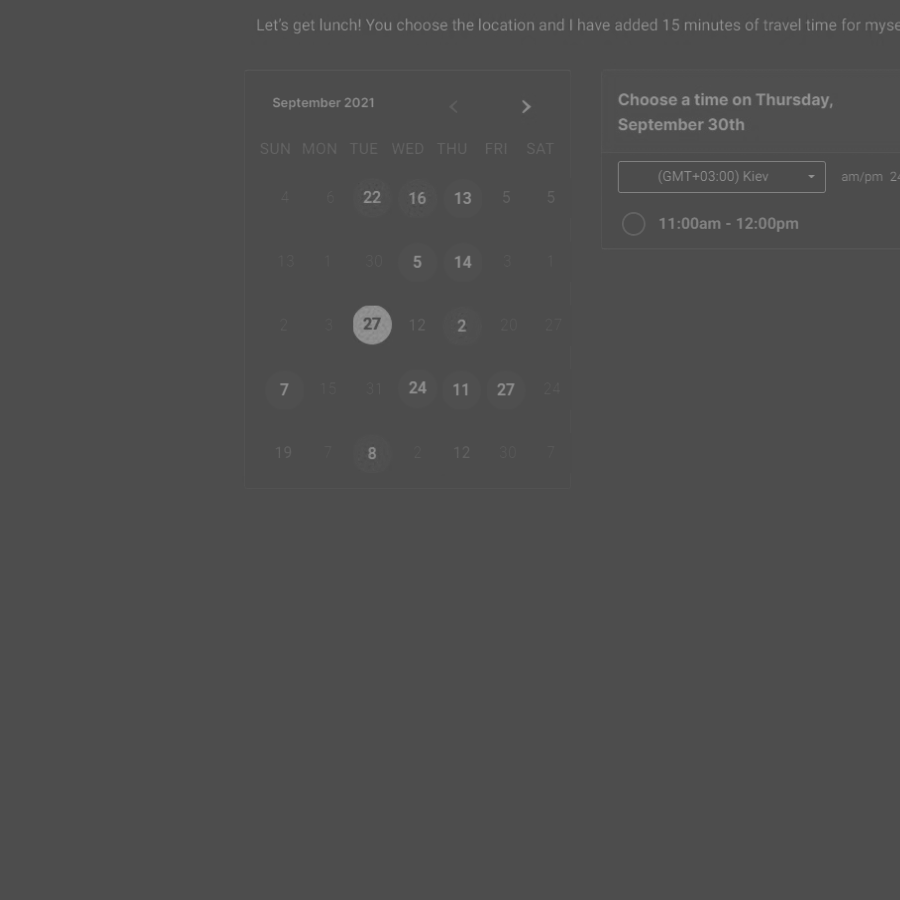 Let's get lunch! You choose the location and I have added 15 minutes of travel time for myse
September 2021
SUN MON TUE WED THU FRI SAT
4 6 22 16 13 5 5
13 1 30 5 14 3 1
2 3 27 12 2 20 27
7 15 31 24 11 27 24
19 7 8 2 12 30 7
Choose a time on Thursday,
September 30th
(GMT+03:00) Kiev am/pm 24
11:00am - 12:00pm